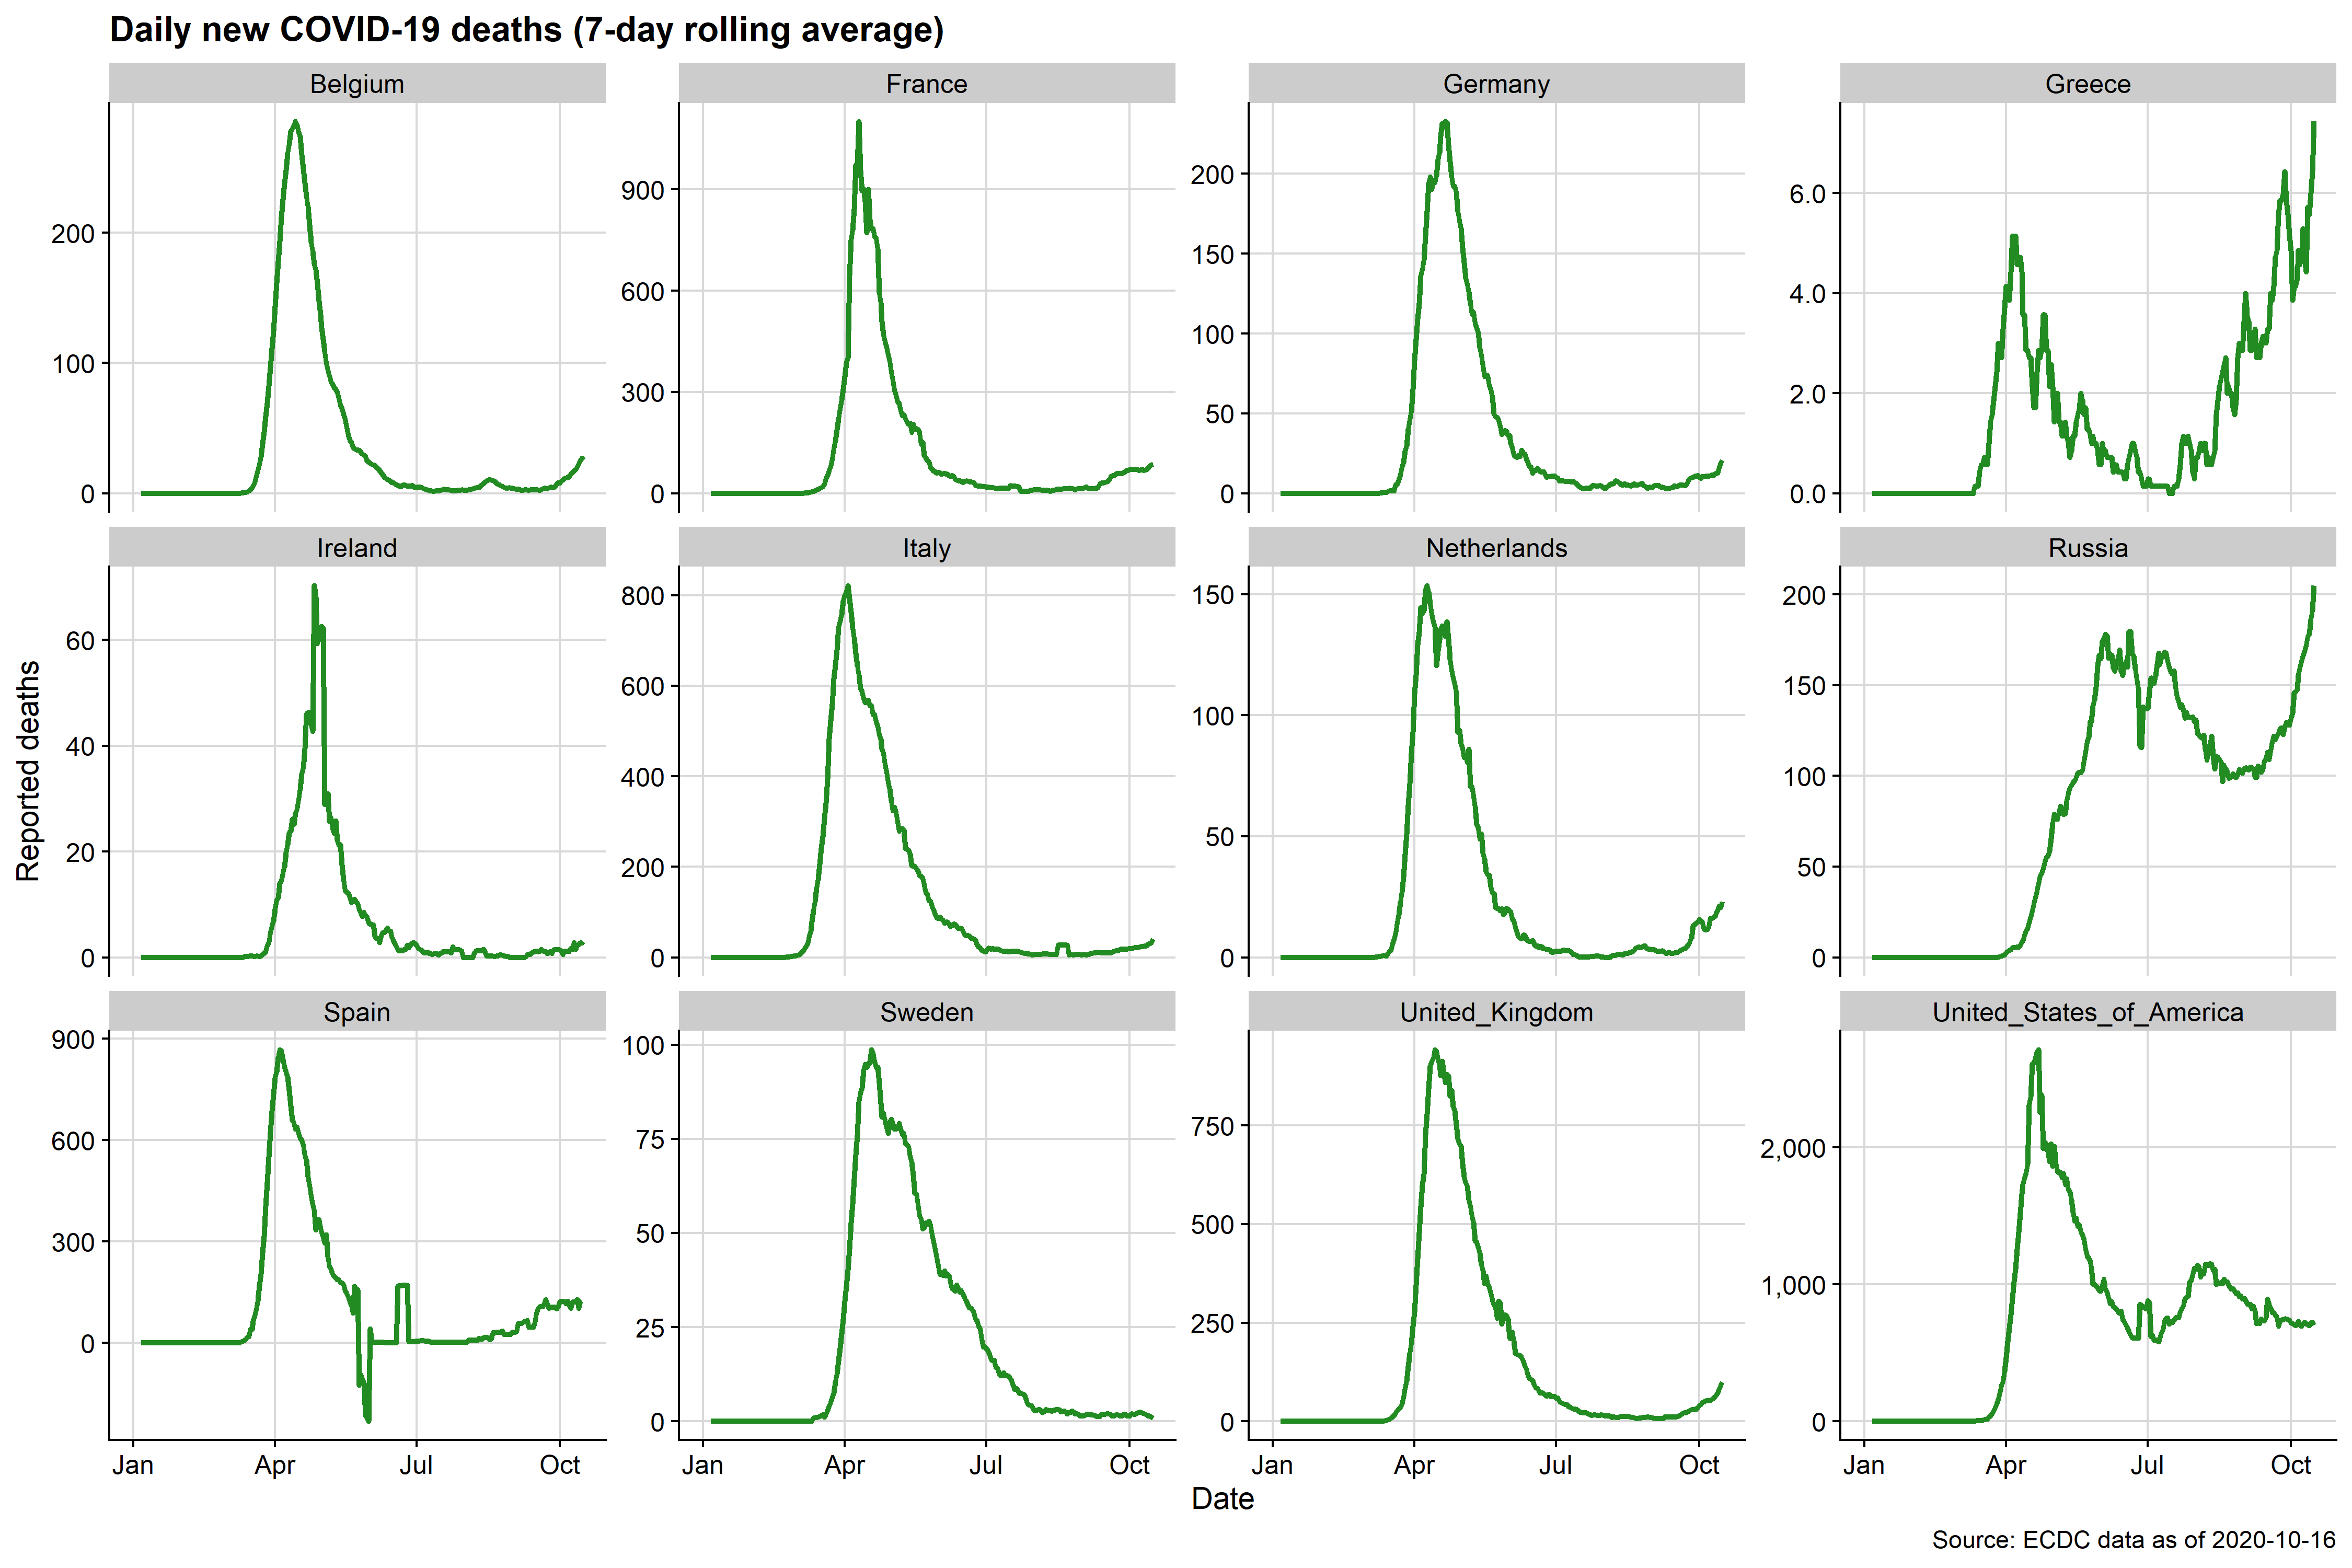 Daily new COVID-19 deaths (7-day rolling average)
Belgium
France
Germany
Greece
200
100
0
900
600
300
0
200
150
100
50
0
6.0
4.0
2.0
0.0
Ireland
Italy
Netherlands
Russia
60
40
20
0
800
600
400
200
0
150
100
50
0
200
150
100
50
0
Reported deaths
Spain
Sweden
United_Kingdom
United_States_of_America
900
600
300
0
100
75
50
25
0
750
500
250
0
2,000
1,000
0
Jan Apr Jul Oct
Jan Apr Jul Oct
Jan Apr Jul Oct
Jan Apr Jul Oct
Date
Source: ECDC data as of 2020-10-16